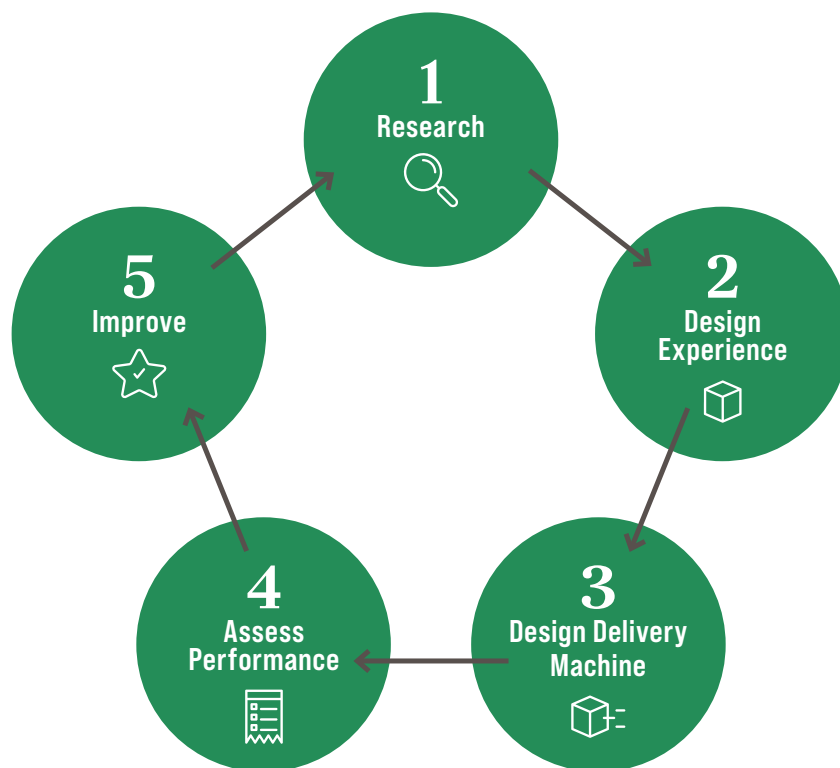 1
Research
2
Design
Experience
3
Design Delivery
Machine
4
Assess
Performance
5
Improve